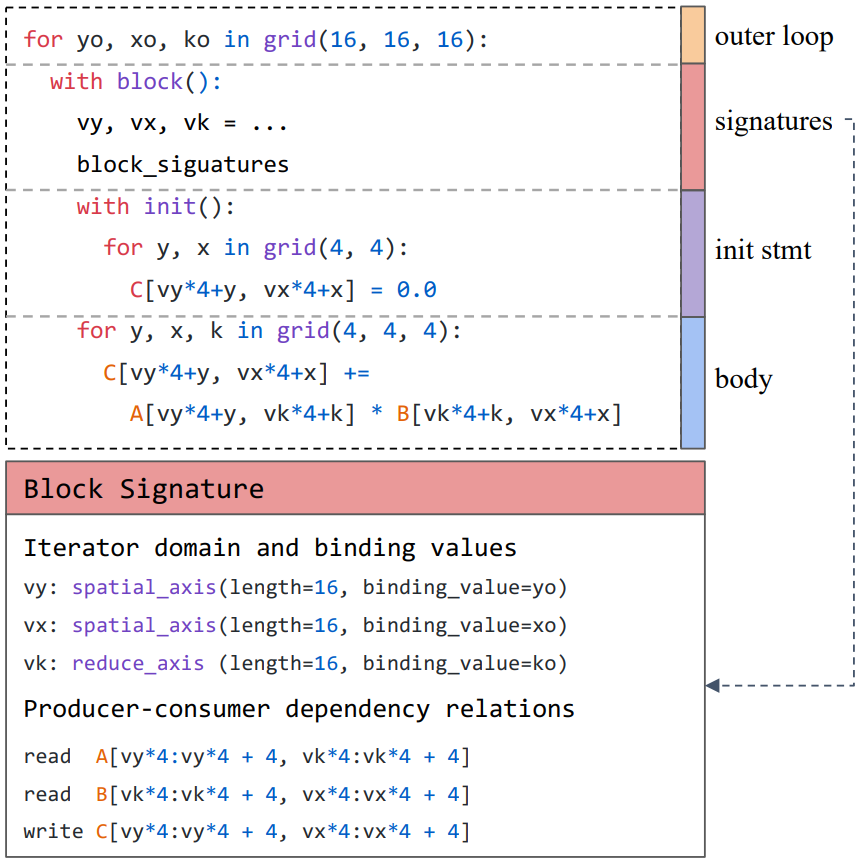 for yo, xo, ko in grid(16, 16, 16):
outer loop
with block():
vy, vx, vk = ...
signatures
block_siguatures
with init():
for y, x in grid(4, 4):
init stmt
C[vy*4+y, vx*4+x] = 0.0
for y, x, k in grid(4, 4, 4):
C[vy*4+y, vx*4+x] +=
body
A[vy*4+y, vk*4+k] * B[vk*4+k, vx*4+x]
Block Signature
Iterator domain and binding values
vy: spatial_axis(length=16, binding_value=yo)
vx: spatial_axis(length=16, binding_value=xo)
vk: reduce_axis (length=16, binding_value=ko)
Producer-consumer dependency relations
read A[vy*4:vy*4 + 4, vk*4:vk*4 + 4]
read B[vk*4:vk*4 + 4, vx*4:vx*4 + 4]
write C[vy*4:vy*4 + 4, vx*4:vx*4 + 4]